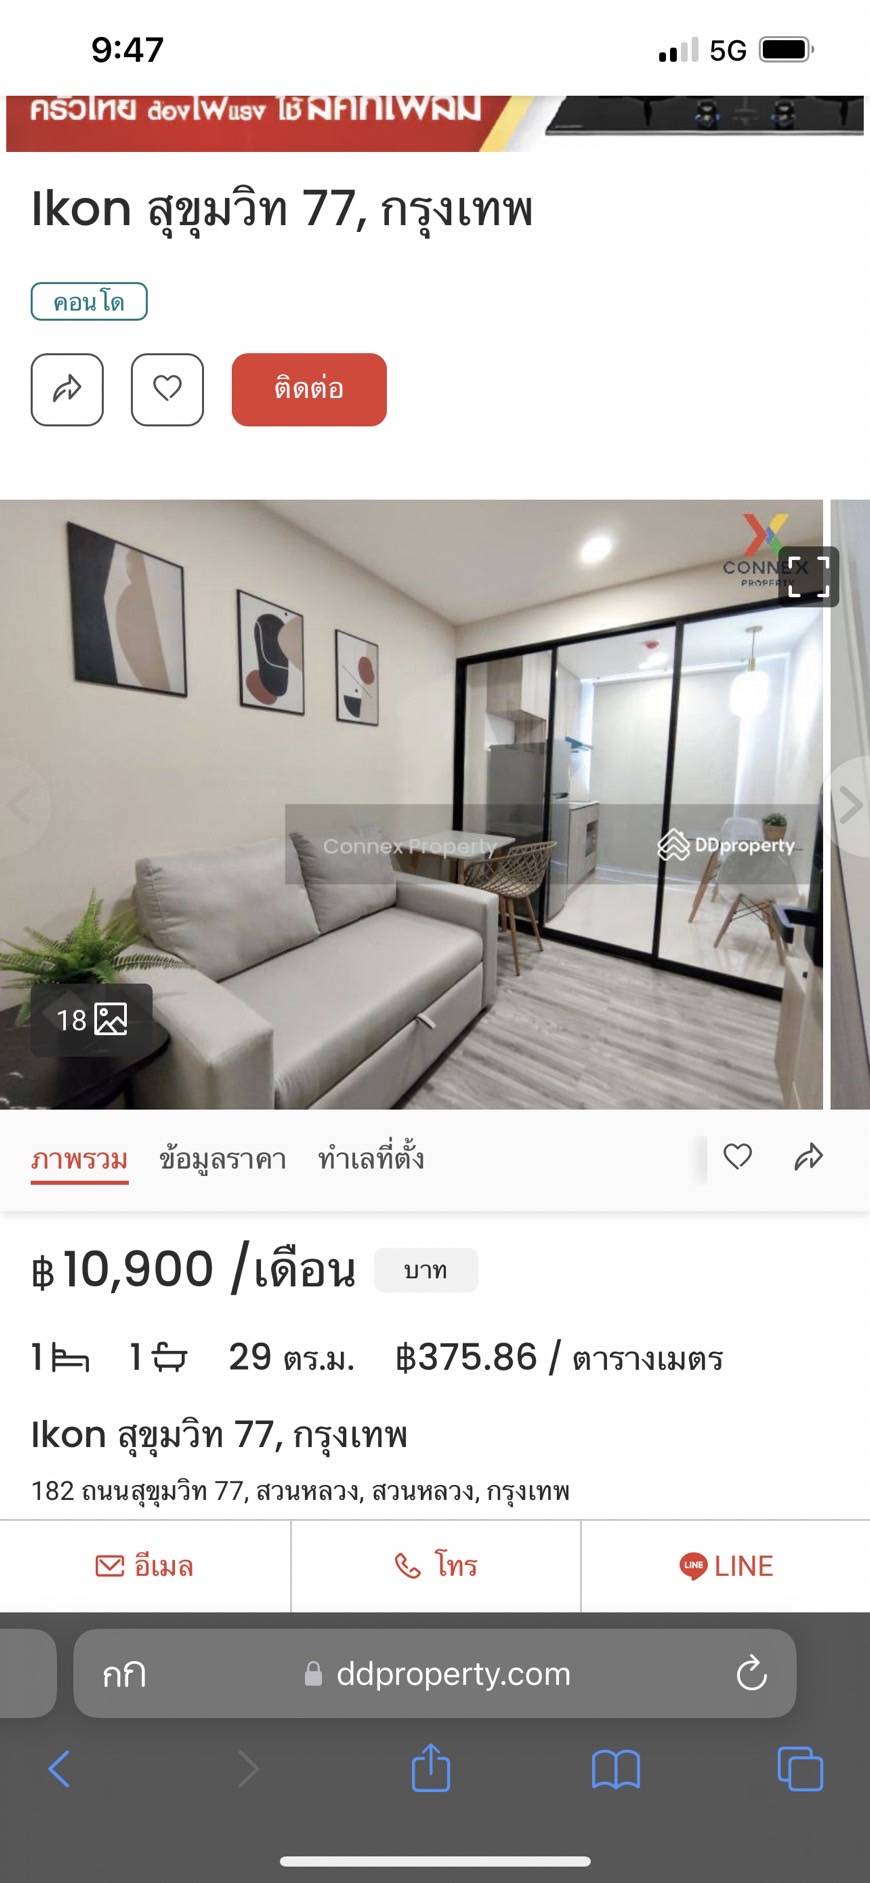 9:47
5G
ครัวไทย ต้องไฟแรง ใช้
Ikon สุขุมวิท 77, กรุงเทพ
คอนโด
ติดต่อ
CONNEX
PROPERTY
Connex Property
DDproperty
18
ภาพรวม ข้อมูลราคา ทำเลที่ตั้ง
฿10,900 /เดือน บาท
1 1 29 ตร.ม. ฿375.86 / ตารางเมตร
Ikon สุขุมวิท 77, กรุงเทพ
182 ถนนสุขุมวิท 77, สวนหลวง, สวนหลวง, กรุงเทพ
อีเมล โทร LINE LINE
กก ddproperty.com